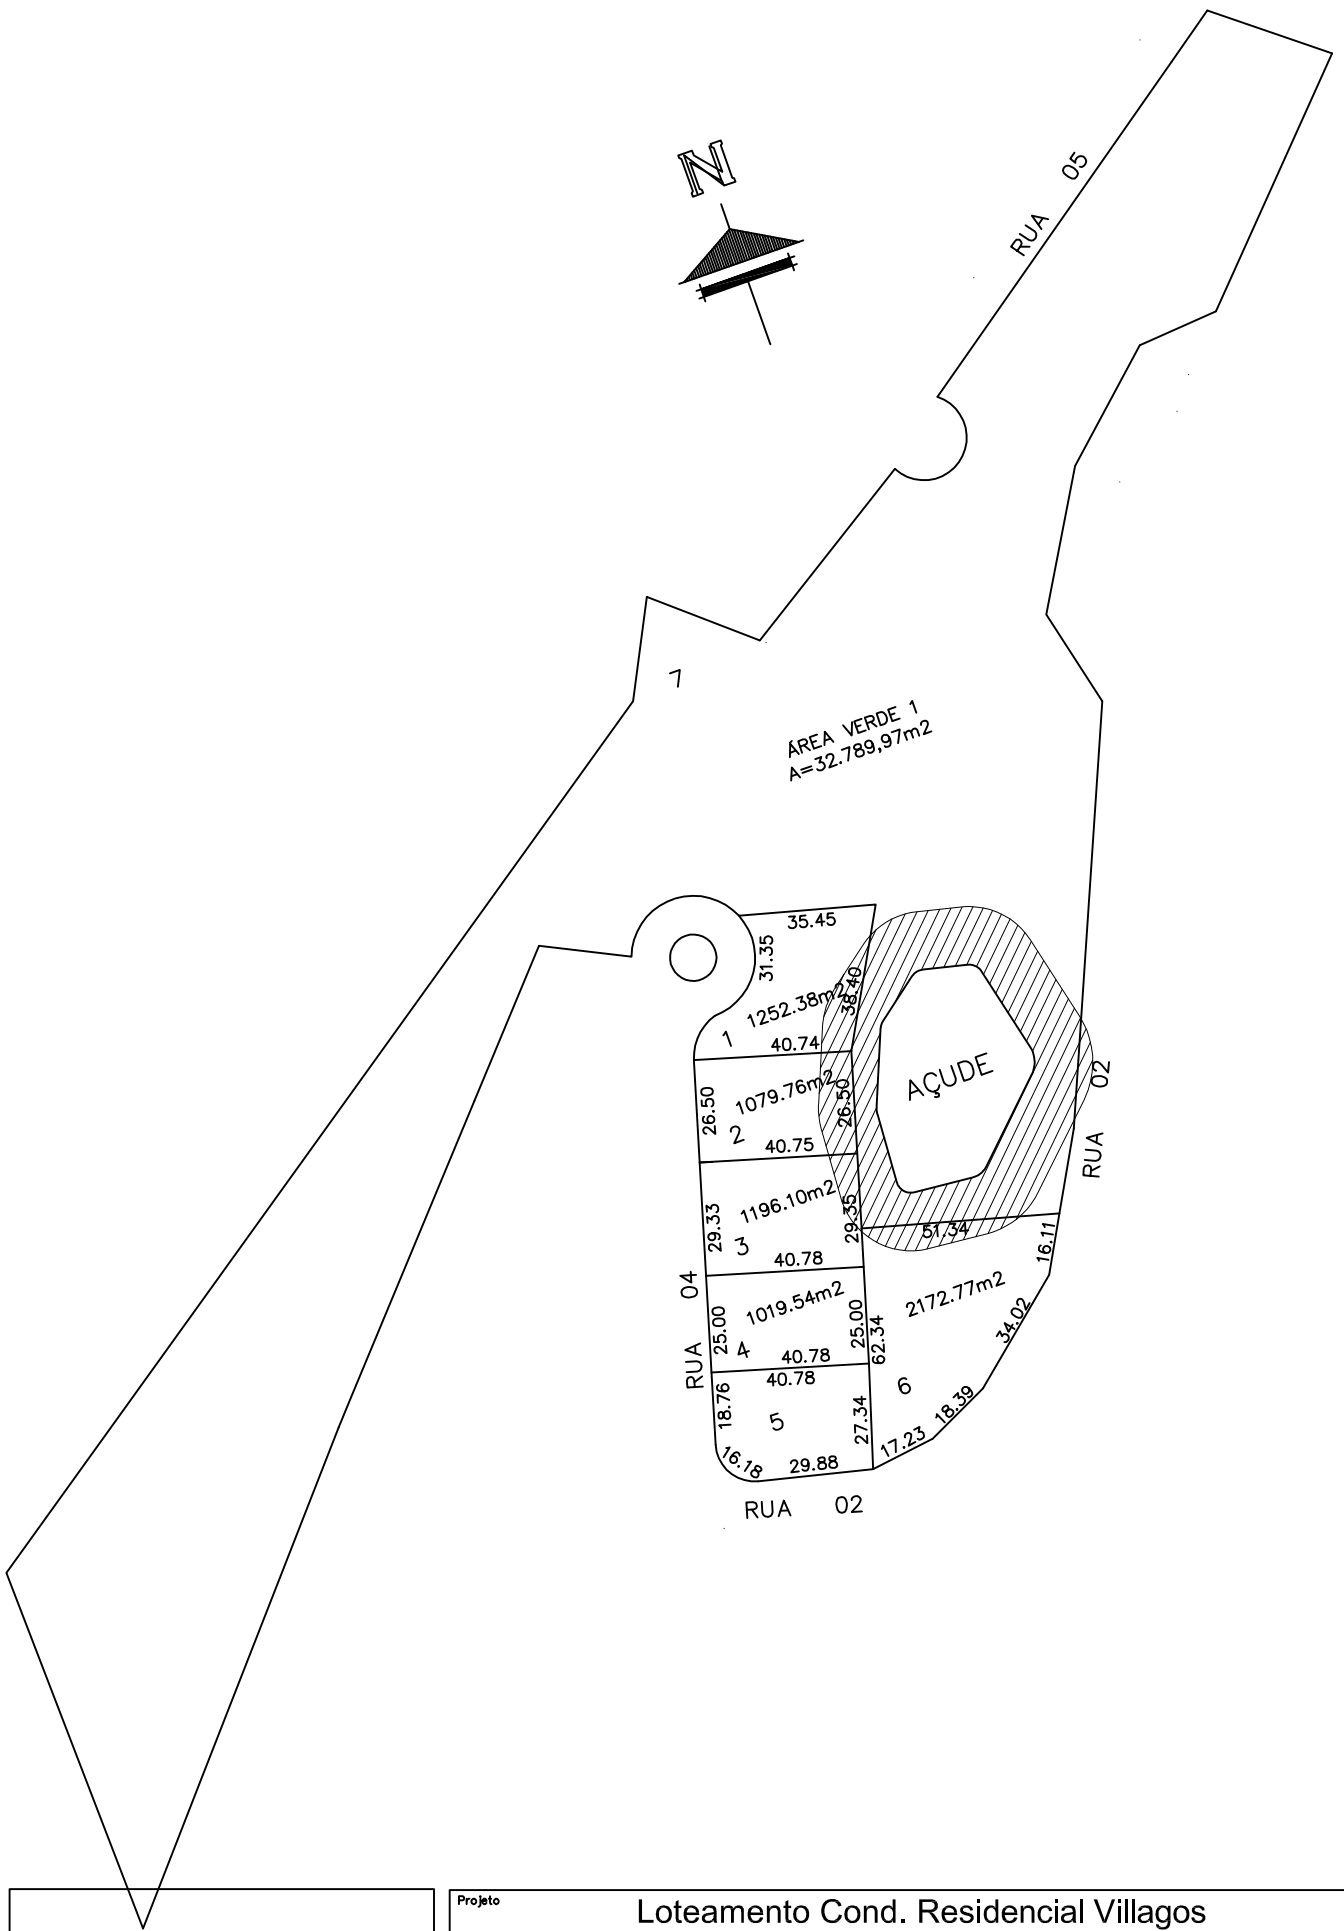 N
RUA 05
7
ÁREA VERDE 1
A=32.789,97m2
35.45
31.35
38.40
1252.38m2
1
40.74
AÇUDE
26.50
1079.76m2
26.50
2
40.75
RUA 02
29.33
1196.10m2
29.35
3
40.78
51.34
16.11
RUA 04
25.00
1019.54m2
25.00
4
40.78
62.34
2172.77m2
34.02
6
40.78
18.76
5
27.34
18.39
17.23
16.18
29.88
RUA 02
Projeto
Loteamento Cond. Residencial Villagos